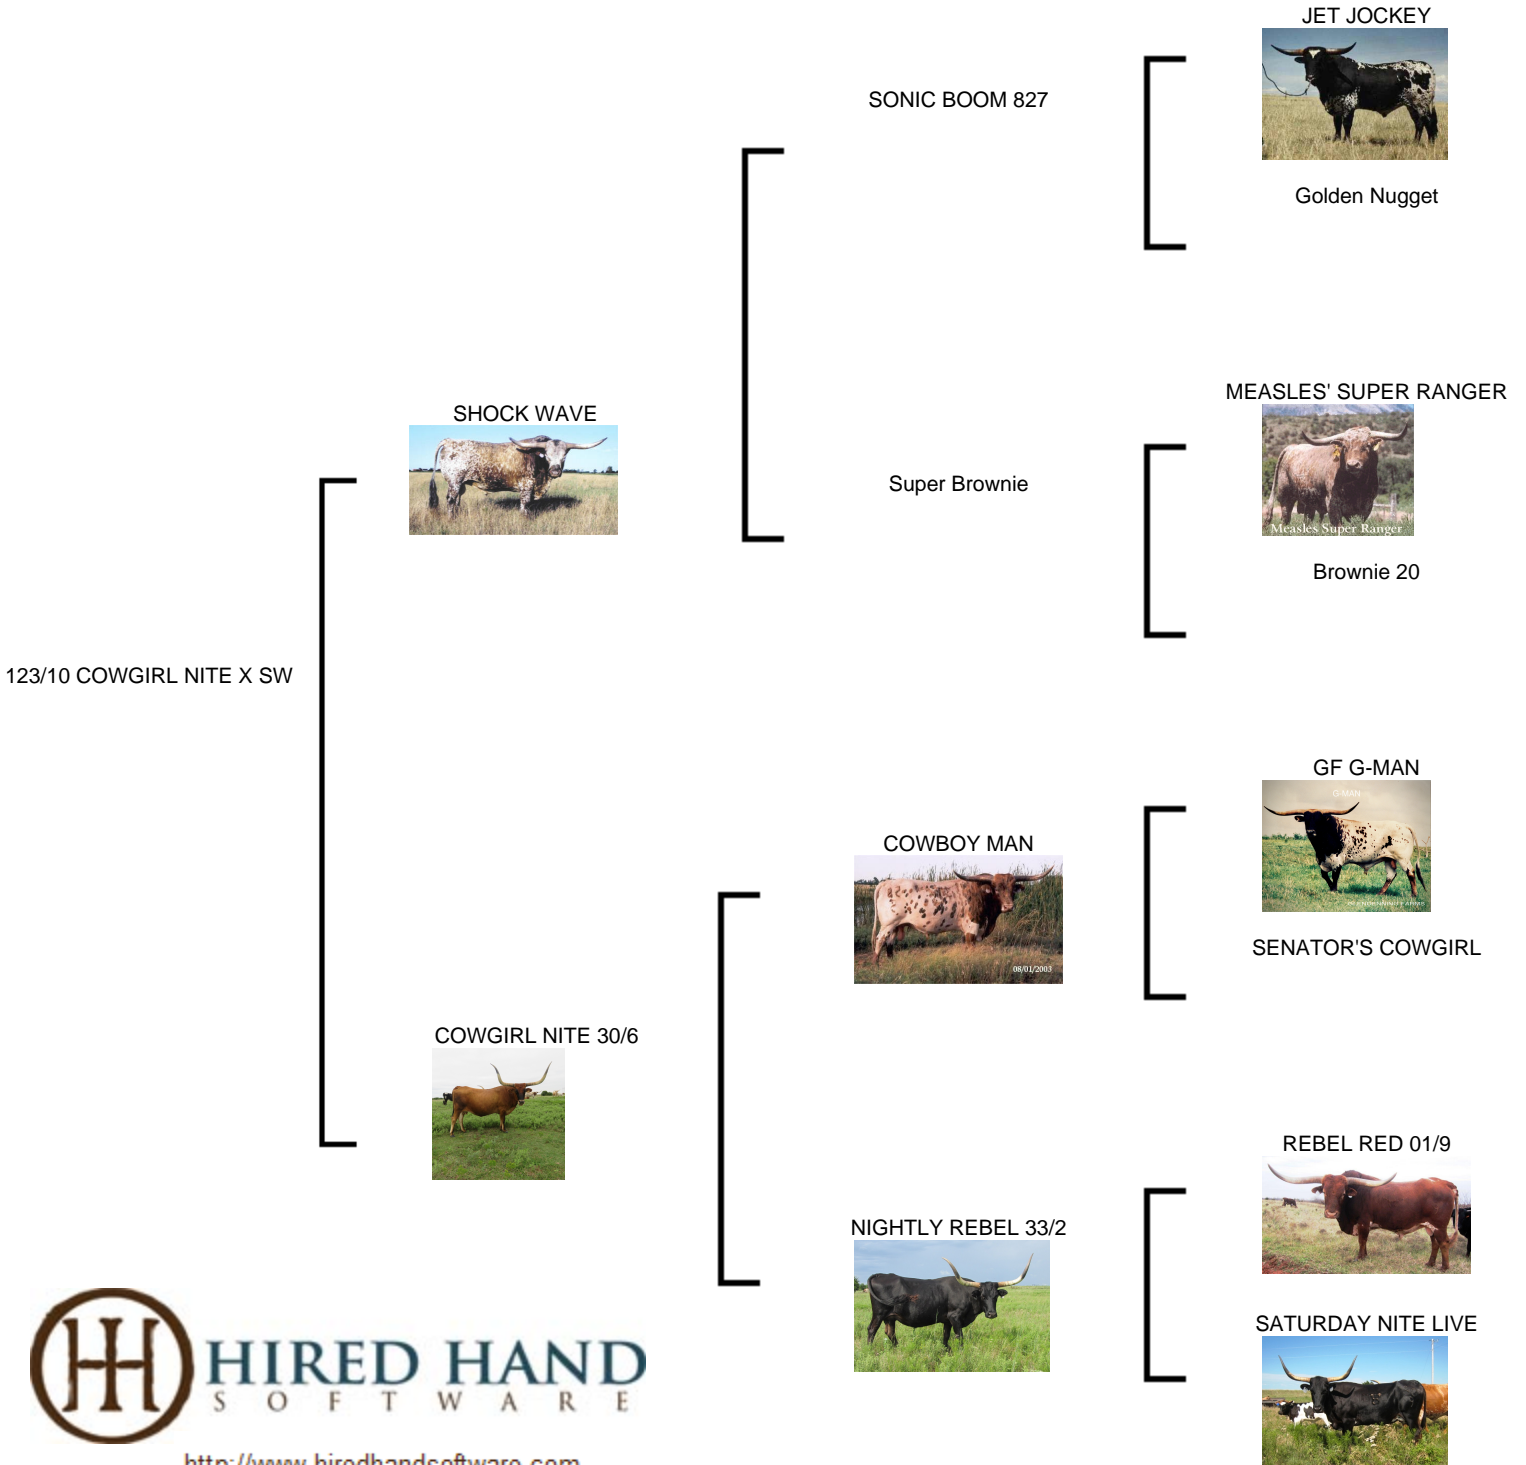 JET JOCKEY
SONIC BOOM 827
Golden Nugget
MEASLES' SUPER RANGER
SHOCK WAVE
Super Brownie
Measles Super Ranger
Brownie 20
123/10 COWGIRL NITE X SW
GF G-MAN
G-MAN
COWBOY MAN
SENATOR'S COWGIRL
08/01/2003
COWGIRL NITE 30/6
REBEL RED 01/9
NIGHTLY REBEL 33/2
SATURDAY NITE LIVE
HIRED HAND
SOFTWARE
http://www.hiredhandsoftware.com